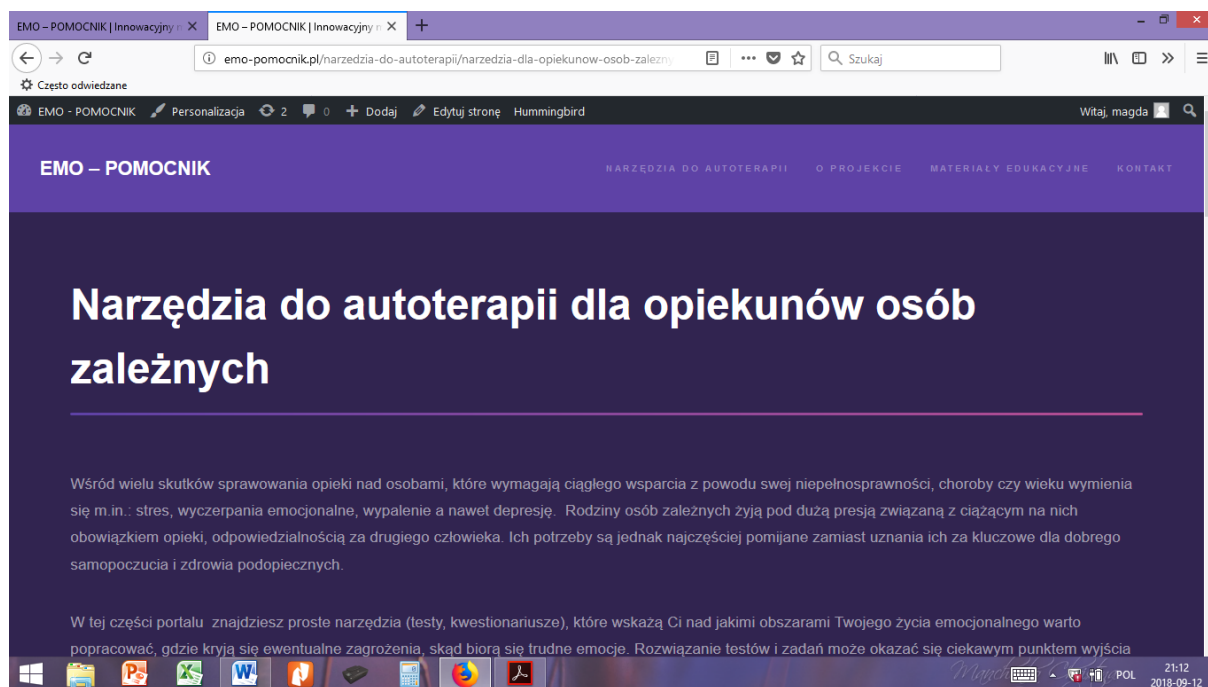 EMO – POMOCNIK | Innowacyjny n
EMO – POMOCNIK | Innowacyjny n
emo-pomocnik.pl/narzedzia-do-autoterapii/narzedzia-dla-opiekunow-osob-zalezny
Szukaj
Często odwiedzane
EMO - POMOCNIK Personalizacja 2 0 Dodaj Edytuj stronę Hummingbird Witaj, magda
EMO – POMOCNIK
NARZĘDZIA DO AUTOTERAPII O PROJEKCIE MATERIAŁY EDUKACYJNE KONTAKT
Narzędzia do autoterapii dla opiekunów osób
zależnych
Wśród wielu skutków sprawowania opieki nad osobami, które wymagają ciągłego wsparcia z powodu swej niepełnosprawności, choroby czy wieku wymienia
się m.in.: stres, wyczerpania emocjonalne, wypalenie a nawet depresję. Rodziny osób zależnych żyją pod dużą presją związaną z ciążącym na nich
obowiązkiem opieki, odpowiedzialnością za drugiego człowieka. Ich potrzeby są jednak najczęściej pomijane zamiast uznania ich za kluczowe dla dobrego
samopoczucia i zdrowia podopiecznych.
W tej części portalu znajdziesz proste narzędzia (testy, kwestionariusze), które wskażą Ci nad jakimi obszarami Twojego życia emocjonalnego warto
popracować, gdzie kryją się ewentualne zagrożenia, skąd biorą się trudne emocje. Rozwiązanie testów i zadań może okazać się ciekawym punktem wyjścia
POL
21:12
2018-09-12